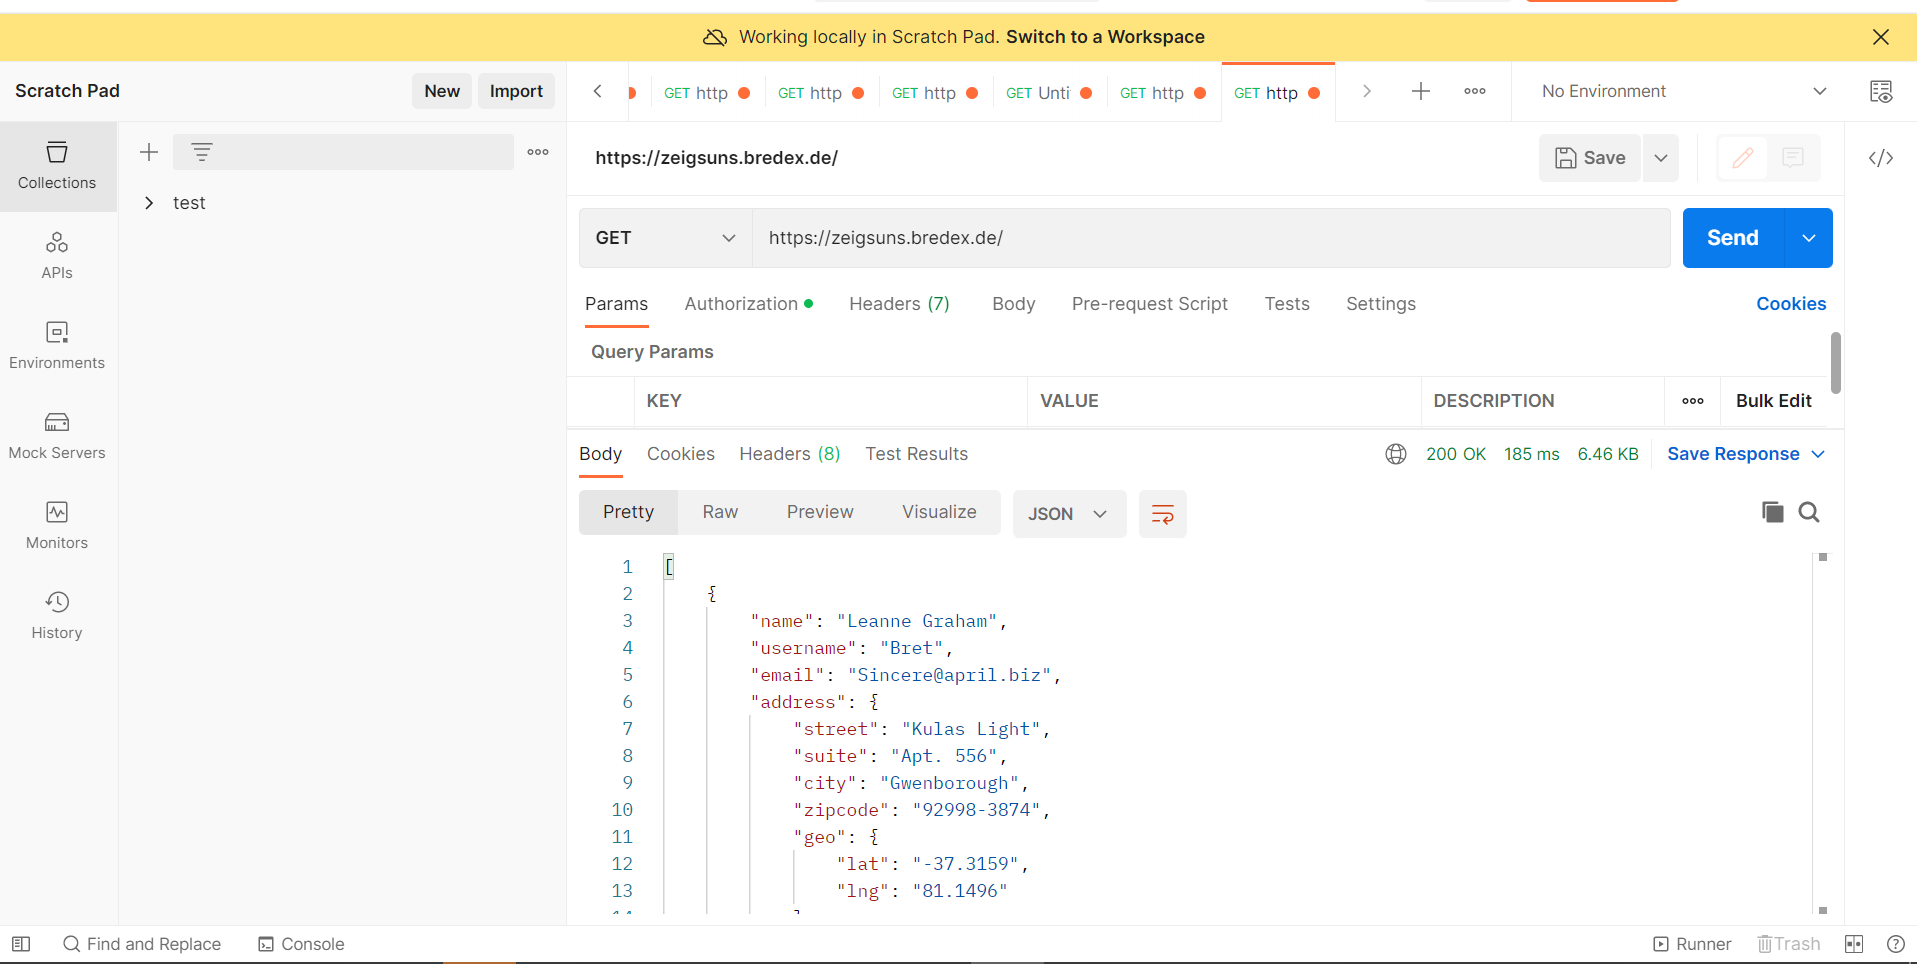 Working locally in Scratch Pad. Switch to a Workspace
Scratch Pad
New
Import
GET http
GET http
GET http
GET Unti
GET http
GET http
No Environment
Collections
APIs
Environments
Mock Servers
Monitors
History
test
https://zeigsuns.bredex.de/
Save
GET
https://zeigsuns.bredex.de/
Send
Params
Authorization
Headers (7)
Body
Pre-request Script
Tests
Settings
Cookies
Query Params
KEY
VALUE
DESCRIPTION
Bulk Edit
Body
Cookies
Headers (8)
Test Results
200 OK
185 ms
6.46 KB
Save Response
Pretty
Raw
Preview
Visualize
JSON
1 [
2 {
3 "name": "Leanne Graham",
4 "username": "Bret",
5 "email": "Sincere@april.biz",
6 "address": {
7 "street": "Kulas Light",
8 "suite": "Apt. 556",
9 "city": "Gwenborough",
10 "zipcode": "92998-3874",
11 "geo": {
12 "lat": "-37.3159",
13 "lng": "81.1496"
Find and Replace
Console
Runner
Trash